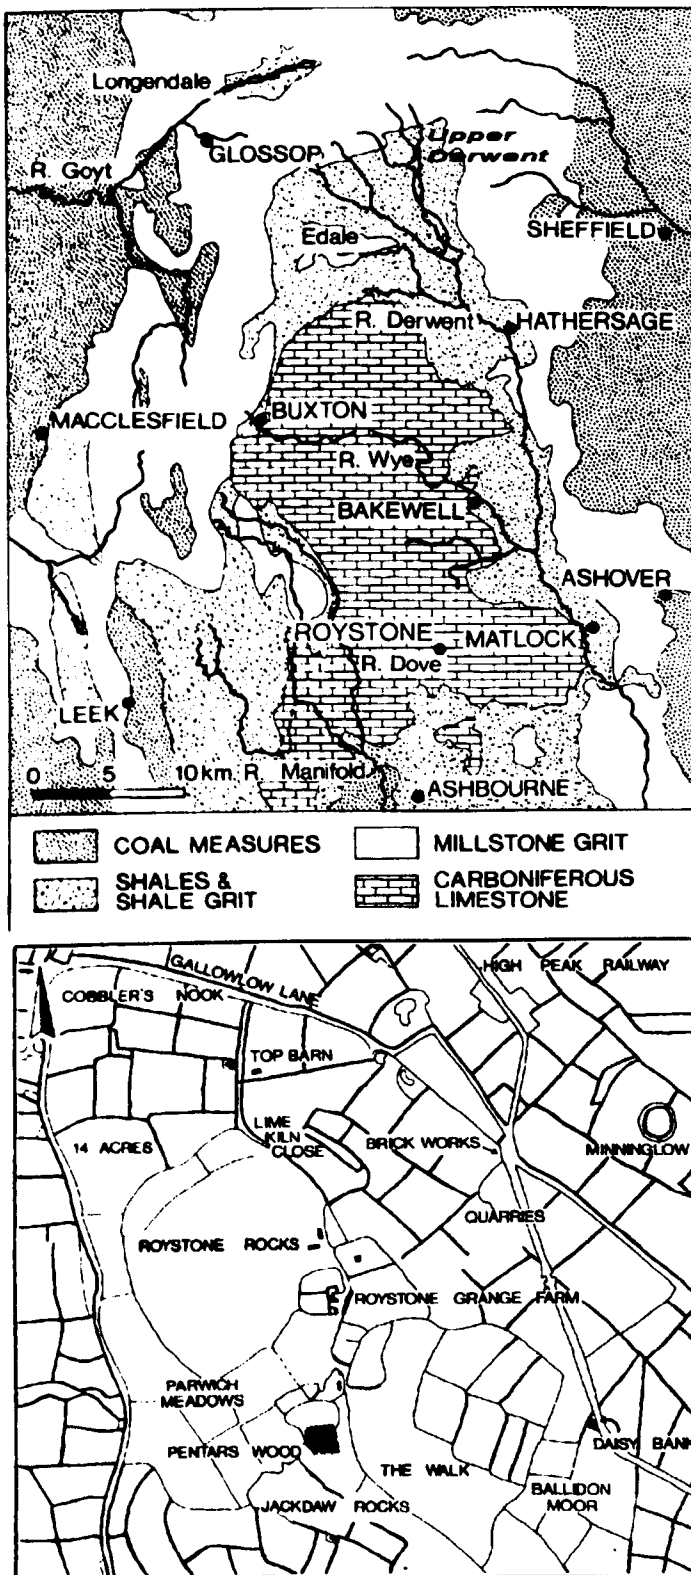 Longendale
GLOSSOP
Upper
Derwent
R. Goyt
SHEFFIELD
Edale
R. Derwent
HATHERSAGE
MACCLESFIELD
BUXTON
R. Wye
BAKEWELL
ASHOVER
ROYSTONE
MATLOCK
R. Dove
LEEK
0 5 10 km.
R. Manifold
ASHBOURNE
COAL MEASURES
MILLSTONE GRIT
SHALES &
SHALE GRIT
CARBONIFEROUS
LIMESTONE
GALLOWLOW LANE
HIGH PEAK RAILWAY
COBBLER'S NOOK
TOP BARN
LIME
KILN
CLOSE
14 ACRES
BRICK WORKS
MINNINGLOW
QUARRIES
ROYSTONE ROCKS
ROYSTONE GRANGE FARM
PARWICH
MEADOWS
PENTARS WOOD
DAISY BANK
THE WALK
BALLIDON
MOOR
JACKDAW ROCKS